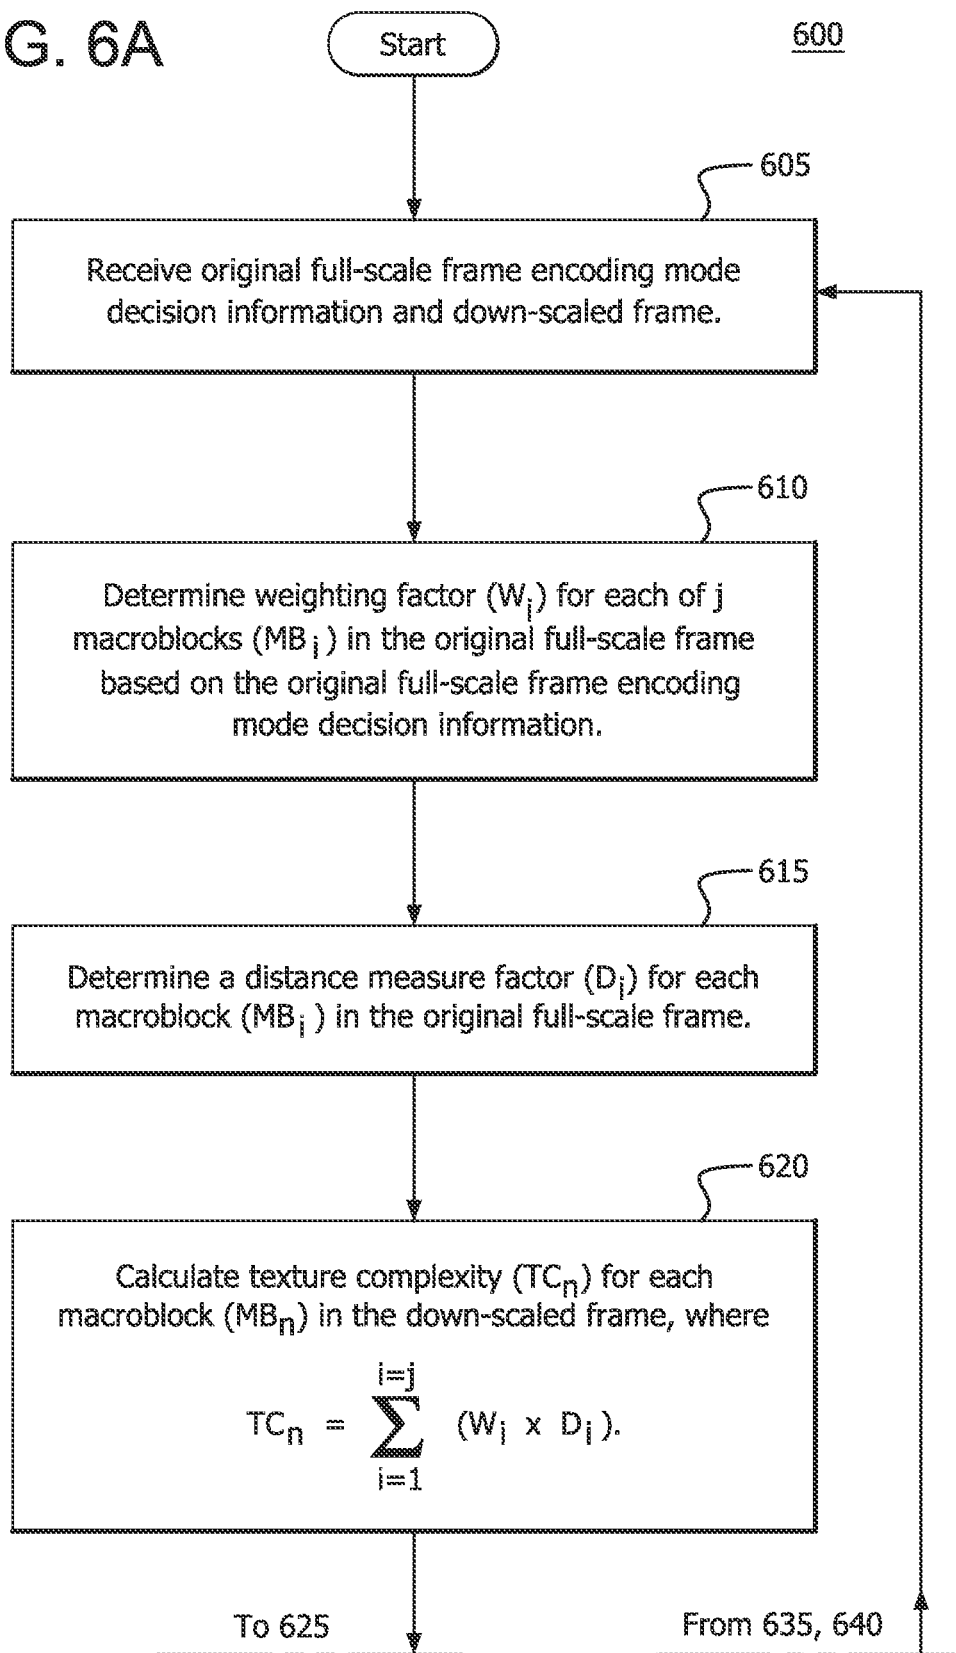 G. 6A
Start
600
605
Receive original full-scale frame encoding mode
decision information and down-scaled frame.
610
Determine weighting factor (Wi) for each of j
macroblocks (MBi) in the original full-scale frame
based on the original full-scale frame encoding
mode decision information.
615
Determine a distance measure factor (Di) for each
macroblock (MBi) in the original full-scale frame.
620
Calculate texture complexity (TCn) for each
macroblock (MBn) in the down-scaled frame, where
i=j
TCn = ∑ (Wi x Di).
i=1
To 625
From 635, 640